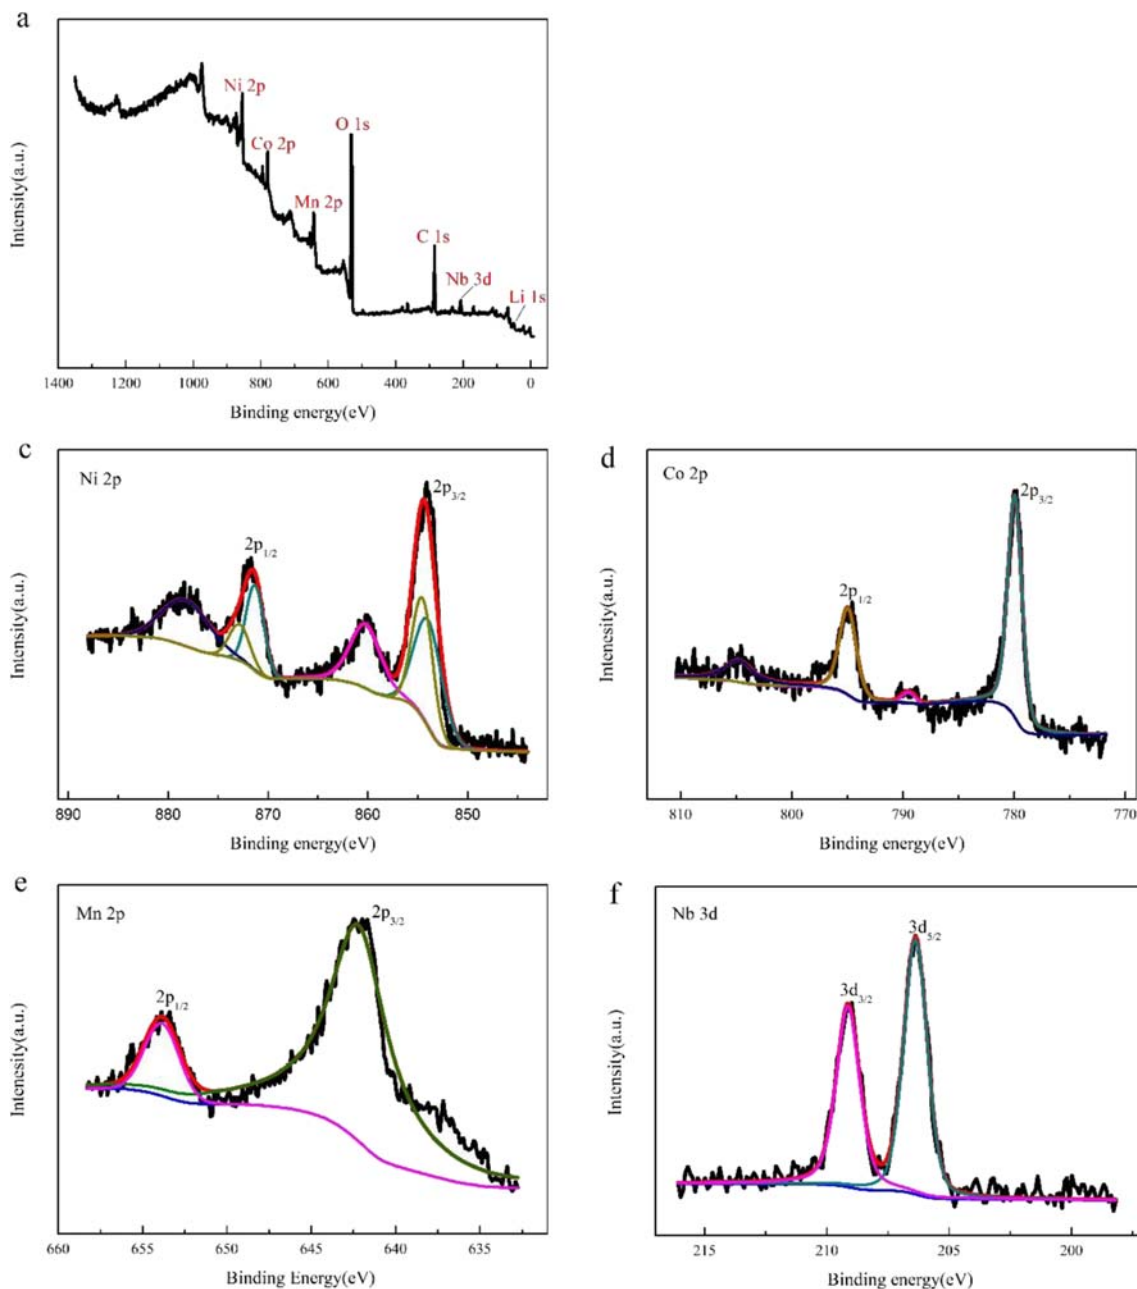 a
Ni 2p
O 1s
Co 2p
Mn 2p
C 1s
Nb 3d
Li 1s
Intensity(a.u.)
1400 1200 1000 800 600 400 200 0
Binding energy(eV)
c
Ni 2p
2p3/2
2p1/2
Intensity(a.u.)
890 880 870 860 850
Binding energy(eV)
d
Co 2p
2p3/2
2p1/2
Intenesity(a.u.)
810 800 790 780 770
Binding energy(eV)
e
Mn 2p
2p3/2
2p1/2
Intenesity(a.u.)
660 655 650 645 640 635
Binding Energy(eV)
f
Nb 3d
3d5/2
3d3/2
Intenesity(a.u.)
215 210 205 200
Binding energy(eV)